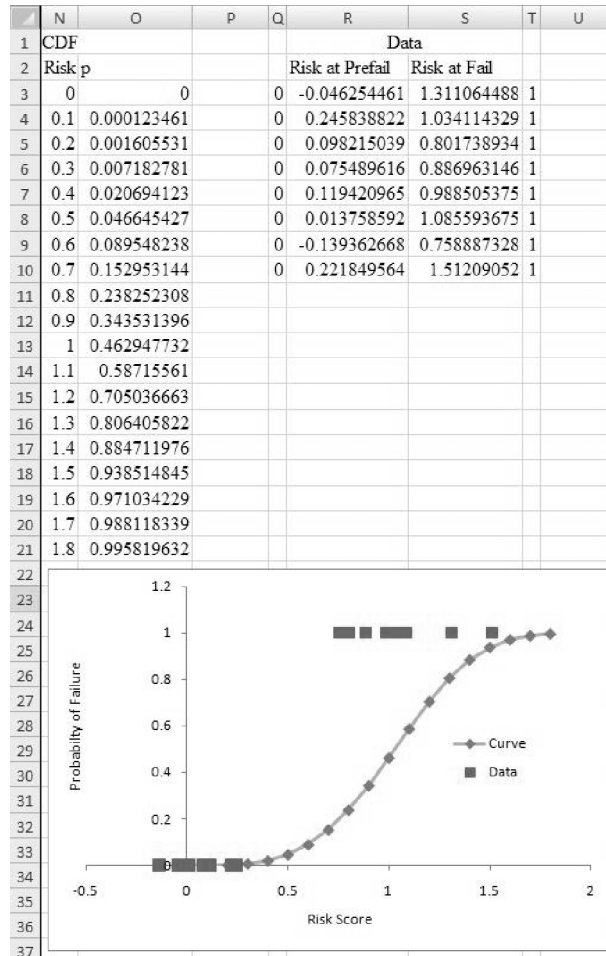 N O P Q R S T U
1 CDF Data
2 Risk p Risk at Prefail Risk at Fail
3 0 0 0 -0.046254461 1.311064488 1
4 0.1 0.000123461 0 0.245838822 1.034114329 1
5 0.2 0.001605531 0 0.098215039 0.801738934 1
6 0.3 0.007182781 0 0.075489616 0.886963146 1
7 0.4 0.020694123 0 0.119420965 0.988505375 1
8 0.5 0.046645427 0 0.013758592 1.085593675 1
9 0.6 0.089548238 0 -0.139362668 0.758887328 1
10 0.7 0.152953144 0 0.221849564 1.51209052 1
11 0.8 0.238252308
12 0.9 0.343531396
13 1 0.462947732
14 1.1 0.58715561
15 1.2 0.705036663
16 1.3 0.806405822
17 1.4 0.884711976
18 1.5 0.938514845
19 1.6 0.971034229
20 1.7 0.988118339
21 1.8 0.995819632
22
23
24
25
26
27
28
29
30
31
32
33
34
35
36
37
1.2
1
0.8
0.6
0.4
0.2
0
Probabilty of Failure
Curve
Data
-0.5 0 0.5 1 1.5 2
Risk Score